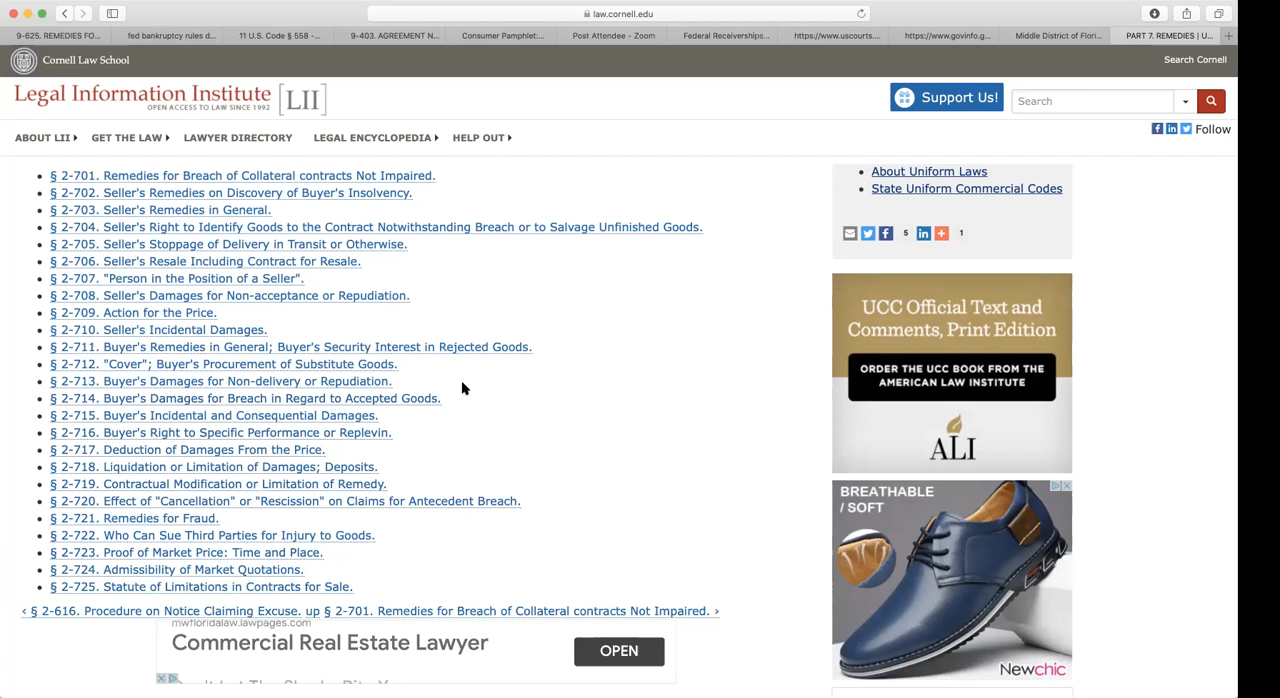 law.cornell.edu
9-625. REMEDIES FO...
fed bankruptcy rules d...
11 U.S. Code § 558 -...
9-403. AGREEMENT N...
Consumer Pamphlet:...
Post Attendee - Zoom
Federal Receiverships...
https://www.uscourts....
https://www.govinfo.g...
Middle District of Flori...
PART 7. REMEDIES | U...
Cornell Law School
Search Cornell
Legal Information Institute [LII]
OPEN ACCESS TO LAW SINCE 1992
Support Us!
Search
ABOUT LII GET THE LAW LAWYER DIRECTORY LEGAL ENCYCLOPEDIA HELP OUT
Follow
§ 2-701. Remedies for Breach of Collateral contracts Not Impaired.
§ 2-702. Seller's Remedies on Discovery of Buyer's Insolvency.
§ 2-703. Seller's Remedies in General.
§ 2-704. Seller's Right to Identify Goods to the Contract Notwithstanding Breach or to Salvage Unfinished Goods.
§ 2-705. Seller's Stoppage of Delivery in Transit or Otherwise.
§ 2-706. Seller's Resale Including Contract for Resale.
§ 2-707. "Person in the Position of a Seller".
§ 2-708. Seller's Damages for Non-acceptance or Repudiation.
§ 2-709. Action for the Price.
§ 2-710. Seller's Incidental Damages.
§ 2-711. Buyer's Remedies in General; Buyer's Security Interest in Rejected Goods.
§ 2-712. "Cover"; Buyer's Procurement of Substitute Goods.
§ 2-713. Buyer's Damages for Non-delivery or Repudiation.
§ 2-714. Buyer's Damages for Breach in Regard to Accepted Goods.
§ 2-715. Buyer's Incidental and Consequential Damages.
§ 2-716. Buyer's Right to Specific Performance or Replevin.
§ 2-717. Deduction of Damages From the Price.
§ 2-718. Liquidation or Limitation of Damages; Deposits.
§ 2-719. Contractual Modification or Limitation of Remedy.
§ 2-720. Effect of "Cancellation" or "Rescission" on Claims for Antecedent Breach.
§ 2-721. Remedies for Fraud.
§ 2-722. Who Can Sue Third Parties for Injury to Goods.
§ 2-723. Proof of Market Price: Time and Place.
§ 2-724. Admissibility of Market Quotations.
§ 2-725. Statute of Limitations in Contracts for Sale.
‹ § 2-616. Procedure on Notice Claiming Excuse. up § 2-701. Remedies for Breach of Collateral contracts Not Impaired. ›
mwfloridalaw.lawpages.com
Commercial Real Estate Lawyer
OPEN
About Uniform Laws
State Uniform Commercial Codes
5 1
UCC Official Text and
Comments, Print Edition
ORDER THE UCC BOOK FROM THE
AMERICAN LAW INSTITUTE
ALI
BREATHABLE
/ SOFT
Newchic